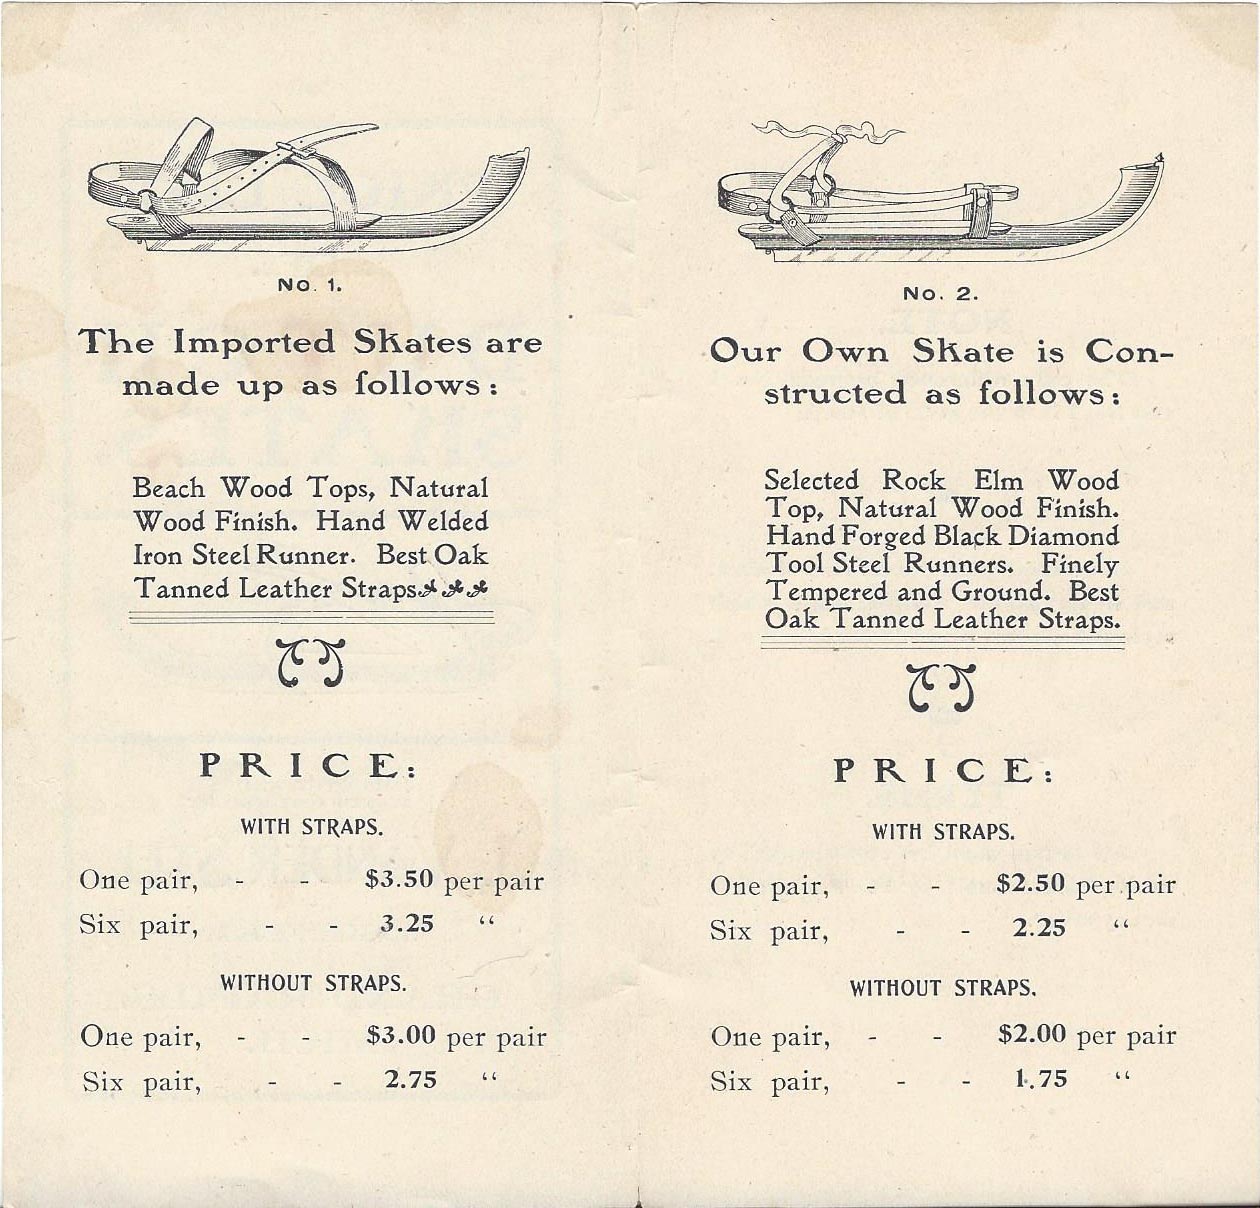 No. 1.
The Imported Skates are
made up as follows:
Beach Wood Tops, Natural
Wood Finish. Hand Welded
Iron Steel Runner. Best Oak
Tanned Leather Straps
PRICE:
WITH STRAPS.
One pair, - - $3.50 per pair
Six pair, - - 3.25 “
WITHOUT STRAPS.
One pair, - - $3.00 per pair
Six pair, - - 2.75 “
No. 2.
Our Own Skate is Con-
structed as follows:
Selected Rock Elm Wood
Top, Natural Wood Finish.
Hand Forged Black Diamond
Tool Steel Runners. Finely
Tempered and Ground. Best
Oak Tanned Leather Straps.
PRICE:
WITH STRAPS.
One pair, - - $2.50 per pair
Six pair, - - 2.25 “
WITHOUT STRAPS.
One pair, - - $2.00 per pair
Six pair, - - 1.75 “